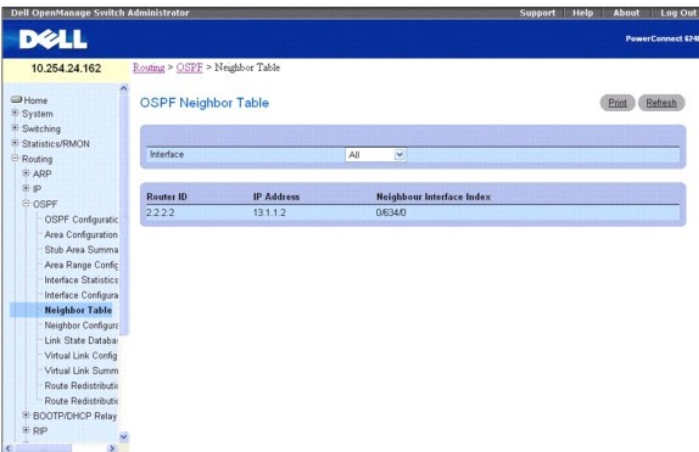 Dell OpenManage Switch Administrator
Support Help About Log Out
DELL
PowerConnect 624
10.254.24.162
Routing > OSPF > Neighbor Table
Home
System
Switching
Statistics/RMON
Routing
ARP
IP
OSPF
OSPF Configuratic
Area Configuration
Stub Area Summa
Area Range Config
Interface Statistics
Interface Configura
Neighbor Table
Neighbor Configura
Link State Databas
Virtual Link Config
Virtual Link Summ
Route Redistributic
Route Redistributic
BOOTP/DHCP Relay
RIP
OSPF Neighbor Table
Print Refresh
Interface All
Router ID IP Address Neighbour Interface Index
2.2.2.2 13.1.1.2 0/634/0